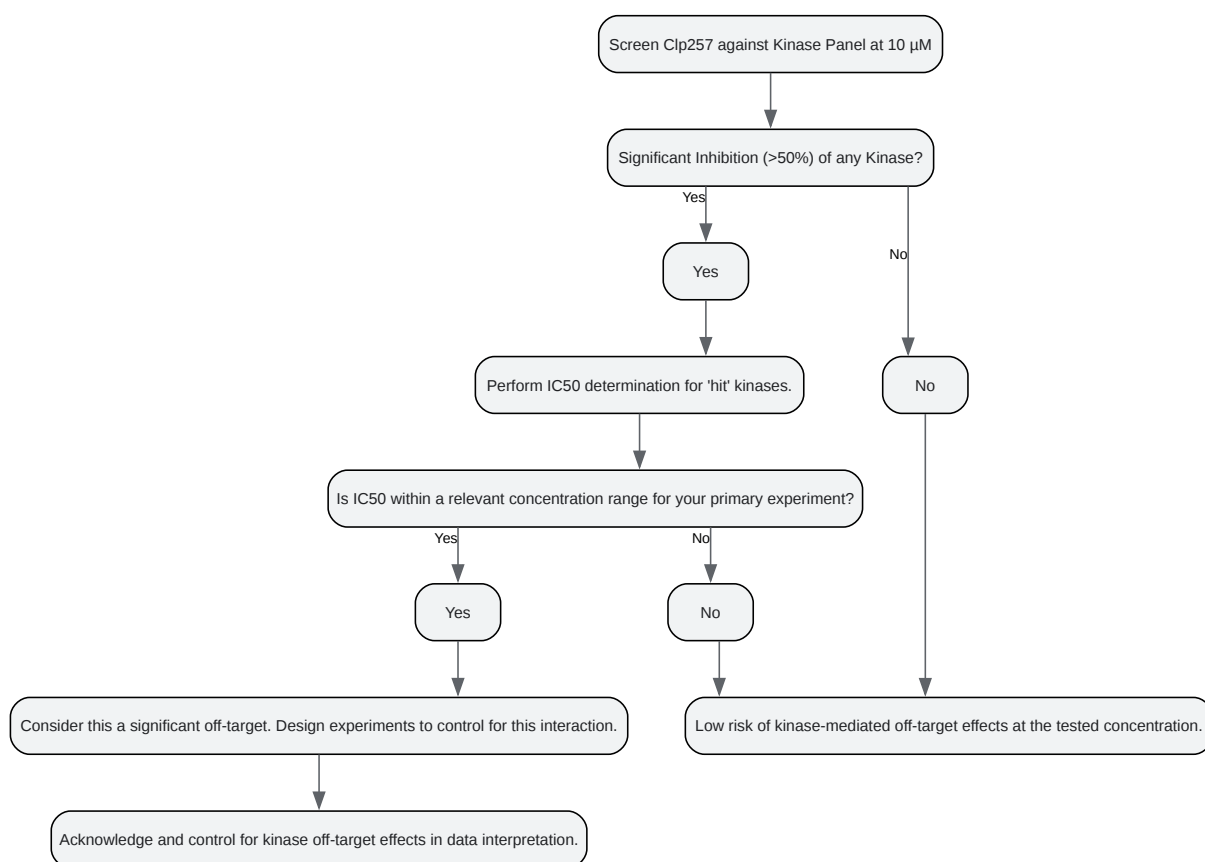 Screen Clp257 against Kinase Panel at 10 µM
Significant Inhibition (>50%) of any Kinase?
Yes
No
Yes
Perform IC50 determination for 'hit' kinases.
No
Is IC50 within a relevant concentration range for your primary experiment?
Yes
No
Yes
No
Consider this a significant off-target. Design experiments to control for this interaction.
Low risk of kinase-mediated off-target effects at the tested concentration.
Acknowledge and control for kinase off-target effects in data interpretation.